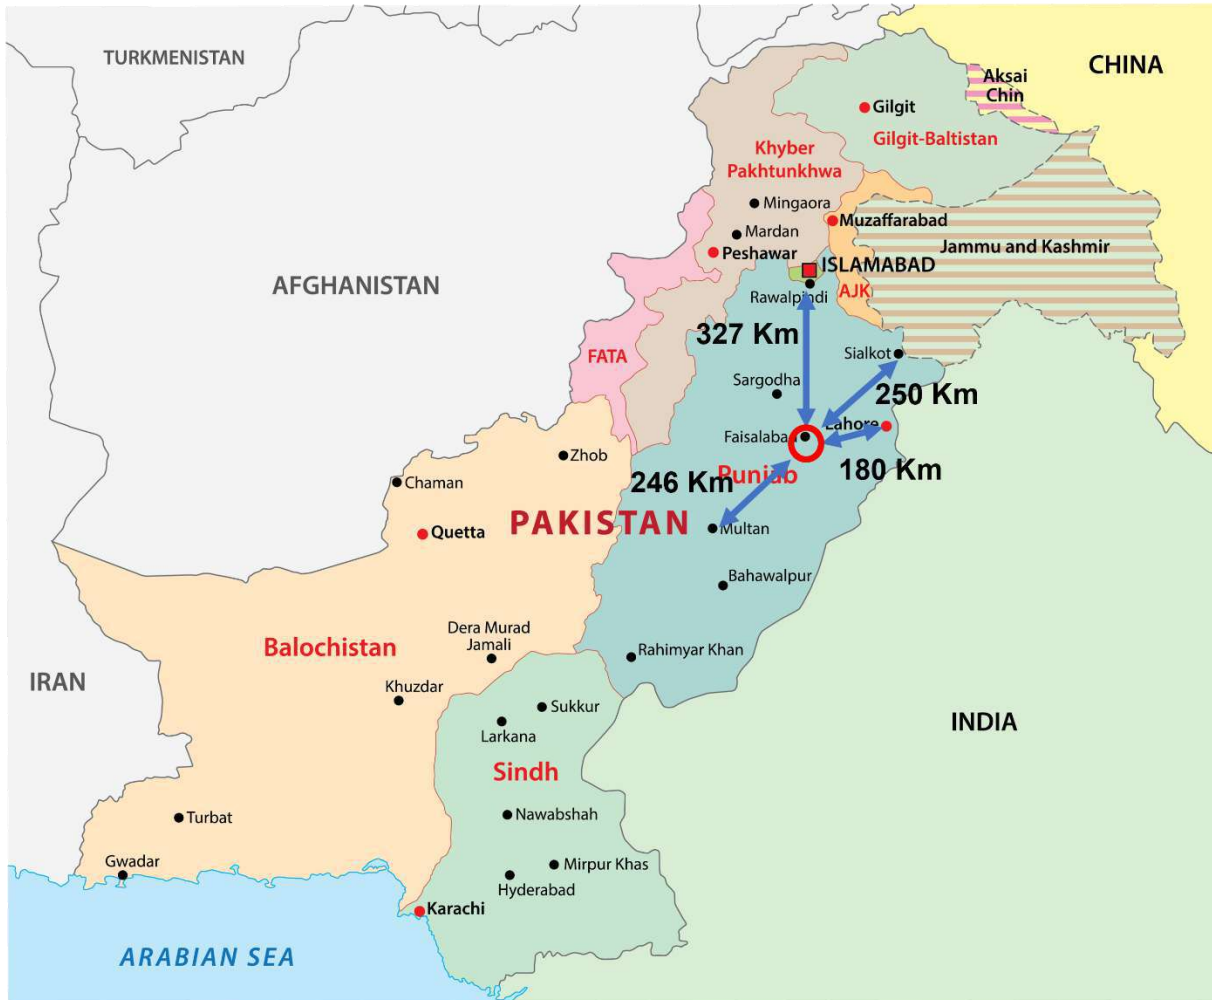 TURKMENISTAN
CHINA
Aksai
Chin
Gilgit
Gilgit-Baltistan
Khyber
Pakhtunkhwa
Mingaora
Muzaffarabad
Mardan
Jammu and Kashmir
Peshawar
ISLAMABAD
AFGHANISTAN
AJK
Rawalpindi
327 Km
FATA
Sialkot
Sargodha
250 Km
Lahore
Faisalabad
Zhob
180 Km
Punjab
246 Km
Chaman
PAKISTAN
Quetta
Multan
Bahawalpur
Dera Murad
Jamali
Balochistan
Rahimyar Khan
IRAN
Khuzdar
Sukkur
INDIA
Larkana
Sindh
Nawabshah
Turbat
Gwadar
Mirpur Khas
Hyderabad
Karachi
ARABIAN SEA